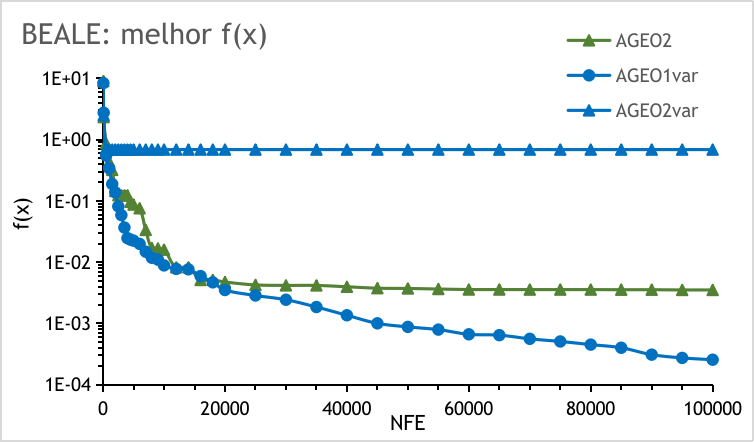 BEALE: melhor f(x)
AGEO2
AGEO1var
AGEO2var
1E+01
1E+00
1E-01
1E-02
1E-03
1E-04
f(x)
0 20000 40000 60000 80000 100000
NFE